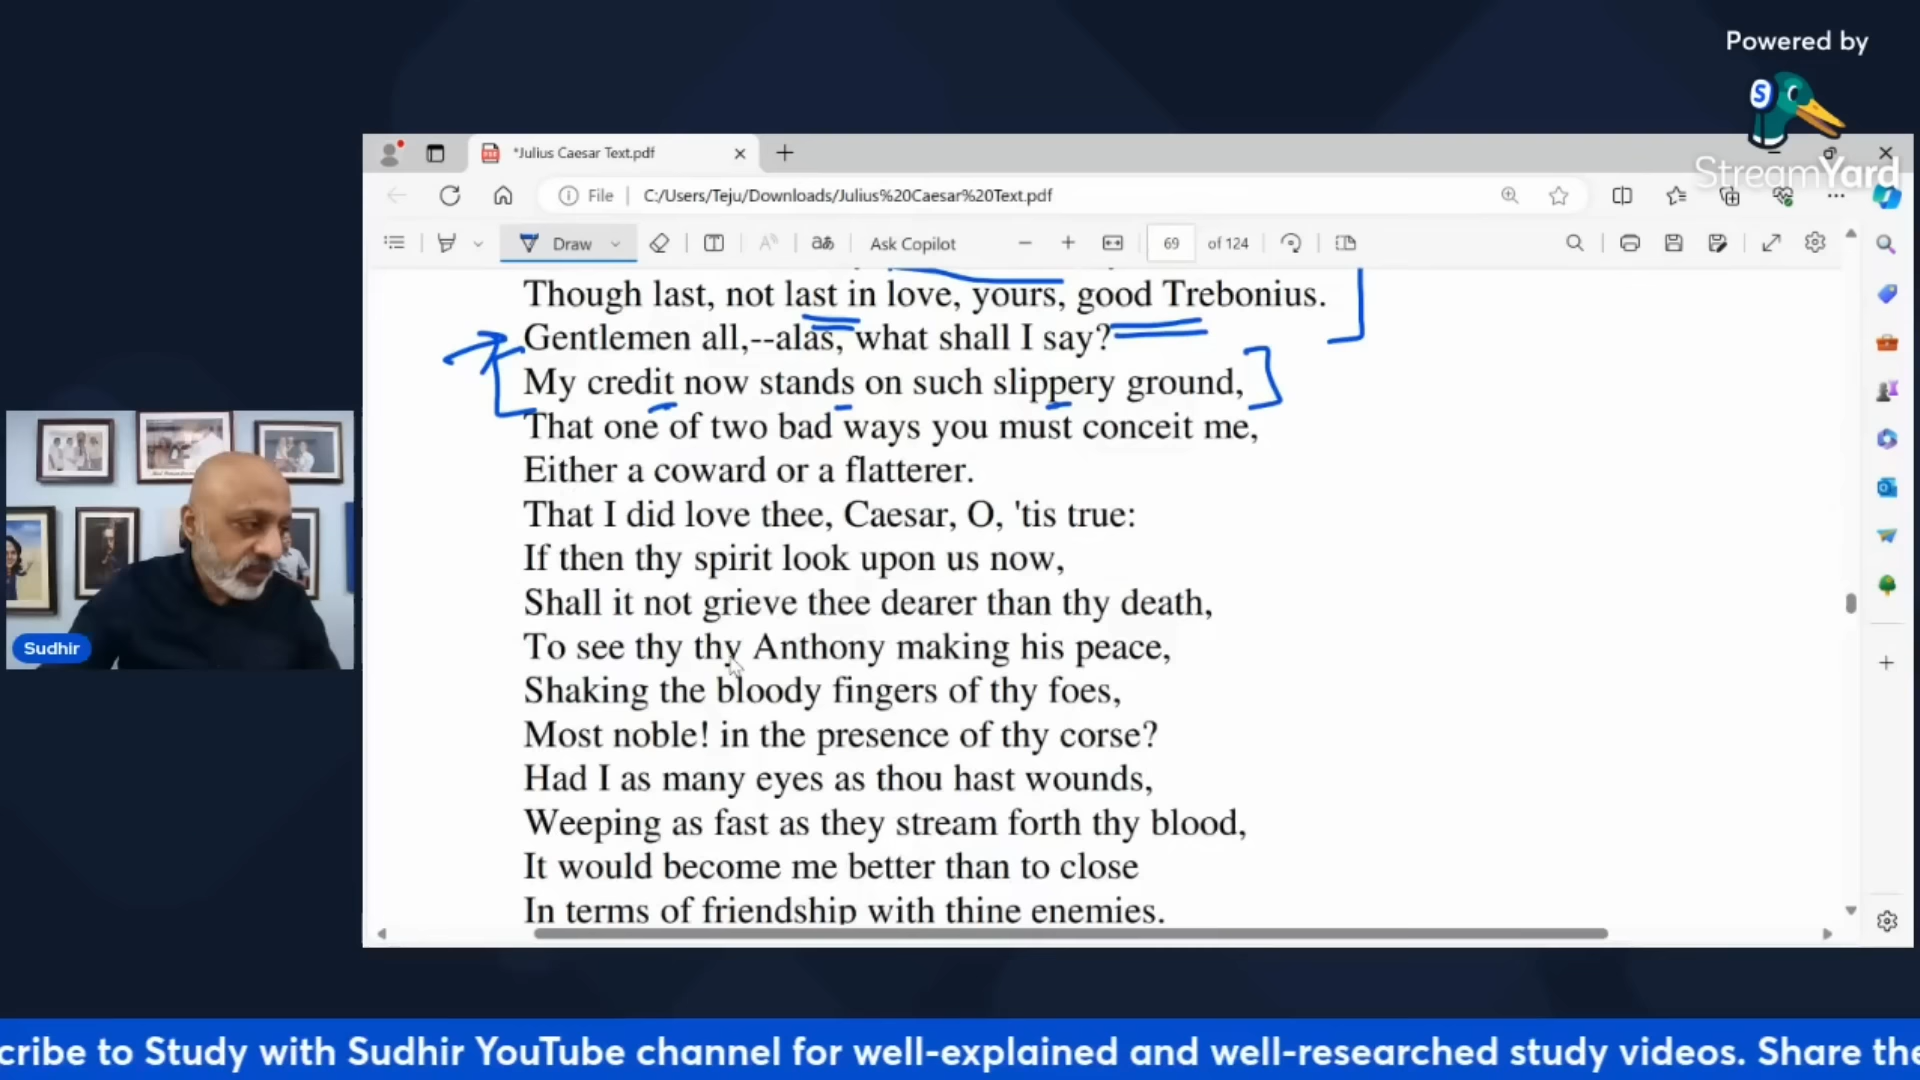 Powered by
StreamYard
*Julius Caesar Text.pdf
File
C:/Users/Teju/Downloads/Julius%20Caesar%20Text.pdf
Draw
Ask Copilot
69 of 124
Though last, not last in love, yours, good Trebonius.
Gentlemen all,--alas, what shall I say?
My credit now stands on such slippery ground,
That one of two bad ways you must conceit me,
Either a coward or a flatterer.
That I did love thee, Caesar, O, 'tis true:
If then thy spirit look upon us now,
Shall it not grieve thee dearer than thy death,
To see thy thy Anthony making his peace,
Shaking the bloody fingers of thy foes,
Most noble! in the presence of thy corse?
Had I as many eyes as thou hast wounds,
Weeping as fast as they stream forth thy blood,
It would become me better than to close
In terms of friendship with thine enemies.
Sudhir
cribe to Study with Sudhir YouTube channel for well-explained and well-researched study videos. Share the